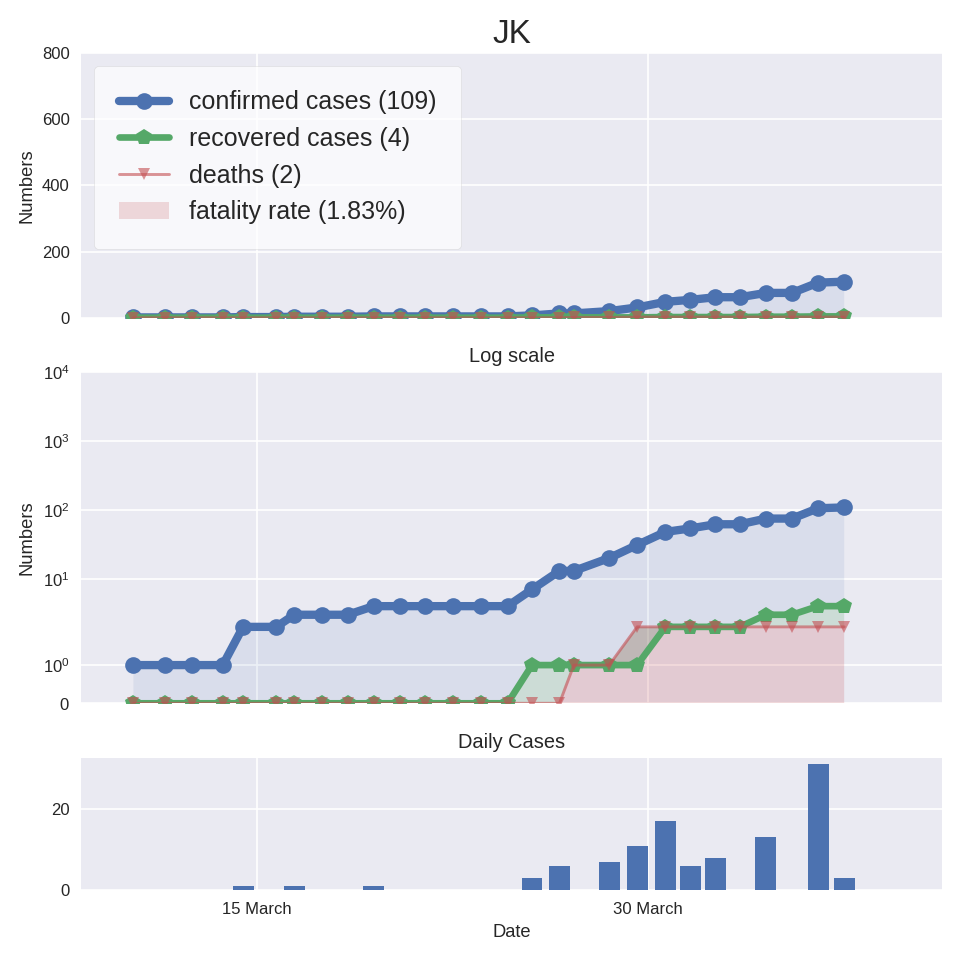 JK
800
600
400
200
0
Numbers
confirmed cases (109)
recovered cases (4)
deaths (2)
fatality rate (1.83%)
Log scale
10⁴
10³
10²
10¹
10⁰
0
Numbers
Daily Cases
20
0
15 March
30 March
Date